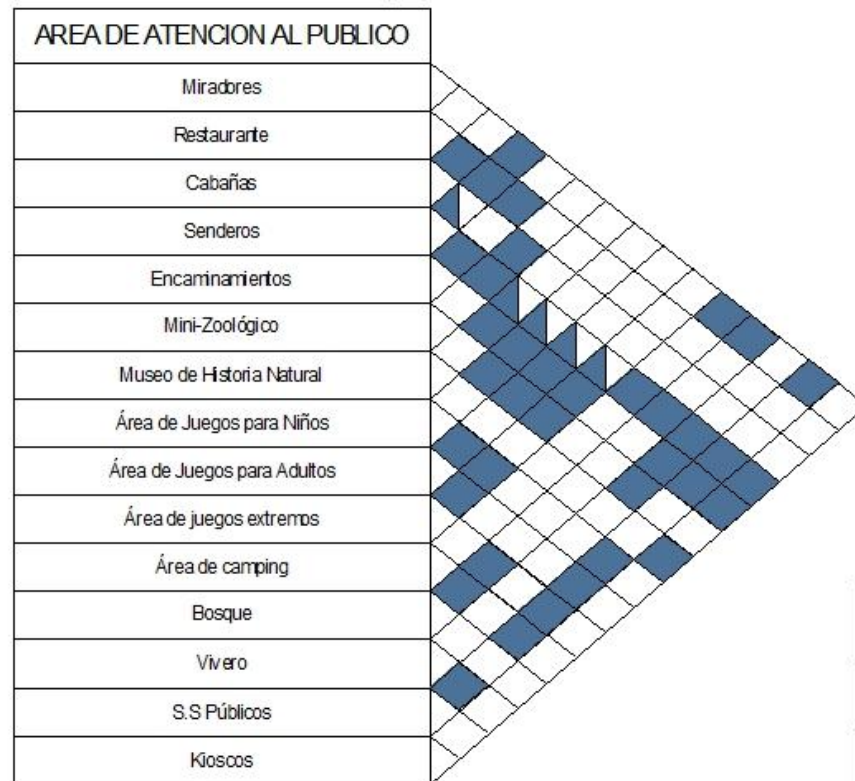 AREA DE ATENCION AL PUBLICO
Miradores
Restaurante
Cabañas
Senderos
Encaminamientos
Mini-Zoológico
Museo de Historia Natural
Área de Juegos para Niños
Área de Juegos para Adultos
Área de juegos extremos
Área de camping
Bosque
Vivero
S.S Públicos
Kioscos